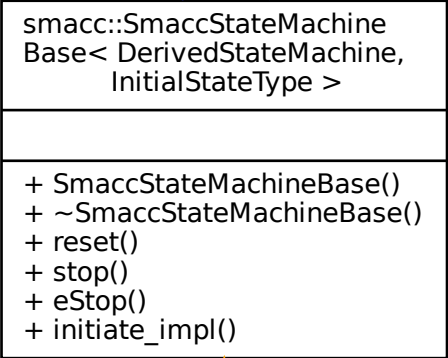 smacc::SmaccStateMachine
Base< DerivedStateMachine,
InitialStateType >
+ SmaccStateMachineBase()
+ ~SmaccStateMachineBase()
+ reset()
+ stop()
+ eStop()
+ initiate_impl()